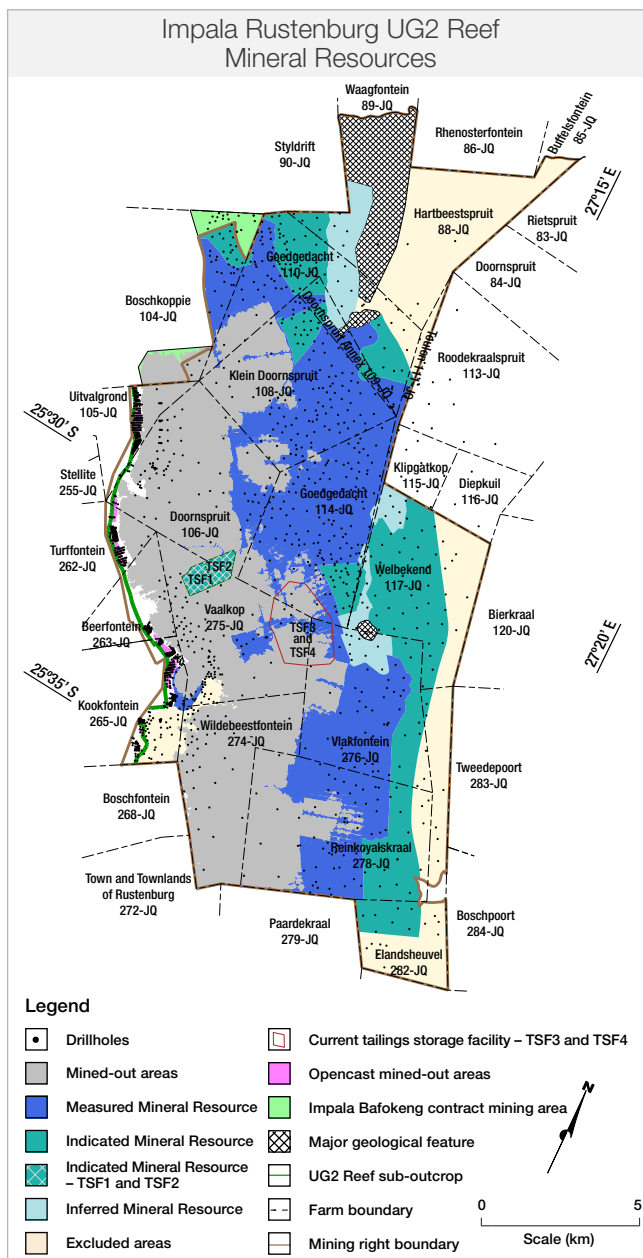 Impala Rustenburg UG2 Reef
Mineral Resources
Waagfontein
89-JQ
Buffelsfontein
85-JQ
Rhenosterfontein
86-JQ
Styldrift
90-JQ
27°15’ E
Hartbeestspruit
88-JQ
Rietspruit
83-JQ
Goedgedacht
110-JQ
Doornspruit
84-JQ
Boschkoppie
104-JQ
Doornspruit Annex 109-JQ
Roodekraalspruit
113-JQ
Klein Doornspruit
108-JQ
Uitvalgrond
105-JQ
25°30’ S
Klipgatkop
115-JQ
Diepkuil
116-JQ
Stellite
255-JQ
Goedgedacht
114-JQ
Doornspruit
106-JQ
Turffontein
262-JQ
TSF2
TSF1
Welbekend
117-JQ
Vaalkop
275-JQ
Bierkraal
120-JQ
27°20’ E
Beerfontein
263-JQ
TSF3
and
TSF4
25°35’ S
Kookfontein
265-JQ
Wildebeestfontein
274-JQ
Vlakfontein
276-JQ
Tweedepoort
283-JQ
Boschfontein
268-JQ
Reinkoyalskraal
278-JQ
Town and Townlands
of Rustenburg
272-JQ
Paardekraal
279-JQ
Boschpoort
284-JQ
Elandsheuvel
282-JQ
Legend
Drillholes
Mined-out areas
Measured Mineral Resource
Indicated Mineral Resource
Indicated Mineral Resource
– TSF1 and TSF2
Inferred Mineral Resource
Excluded areas
Current tailings storage facility – TSF3 and TSF4
Opencast mined-out areas
Impala Bafokeng contract mining area
Major geological feature
UG2 Reef sub-outcrop
Farm boundary
Mining right boundary
N
0 5
Scale (km)